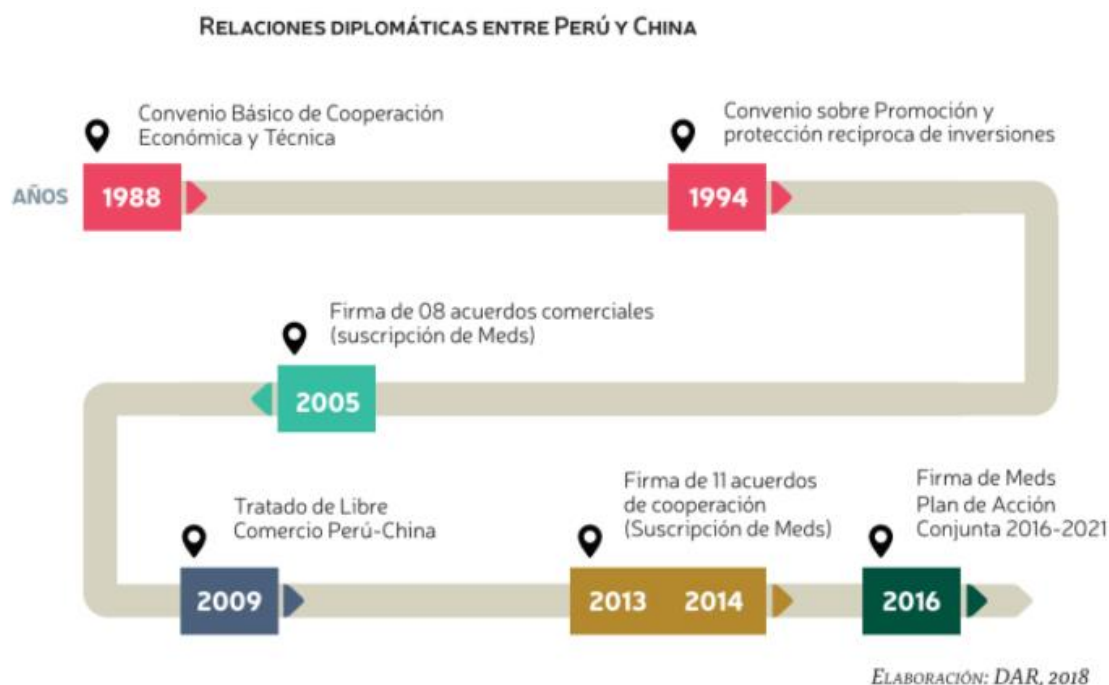 RELACIONES DIPLOMÁTICAS ENTRE PERÚ Y CHINA
Convenio Básico de Cooperación
Económica y Técnica
Convenio sobre Promoción y
protección reciproca de inversiones
AÑOS
1988
1994
Firma de 08 acuerdos comerciales
(suscripción de Meds)
2005
Tratado de Libre
Comercio Perú-China
Firma de 11 acuerdos
de cooperación
(Suscripción de Meds)
Firma de Meds
Plan de Acción
Conjunta 2016-2021
2009
2013 2014
2016
ELABORACIÓN: DAR, 2018